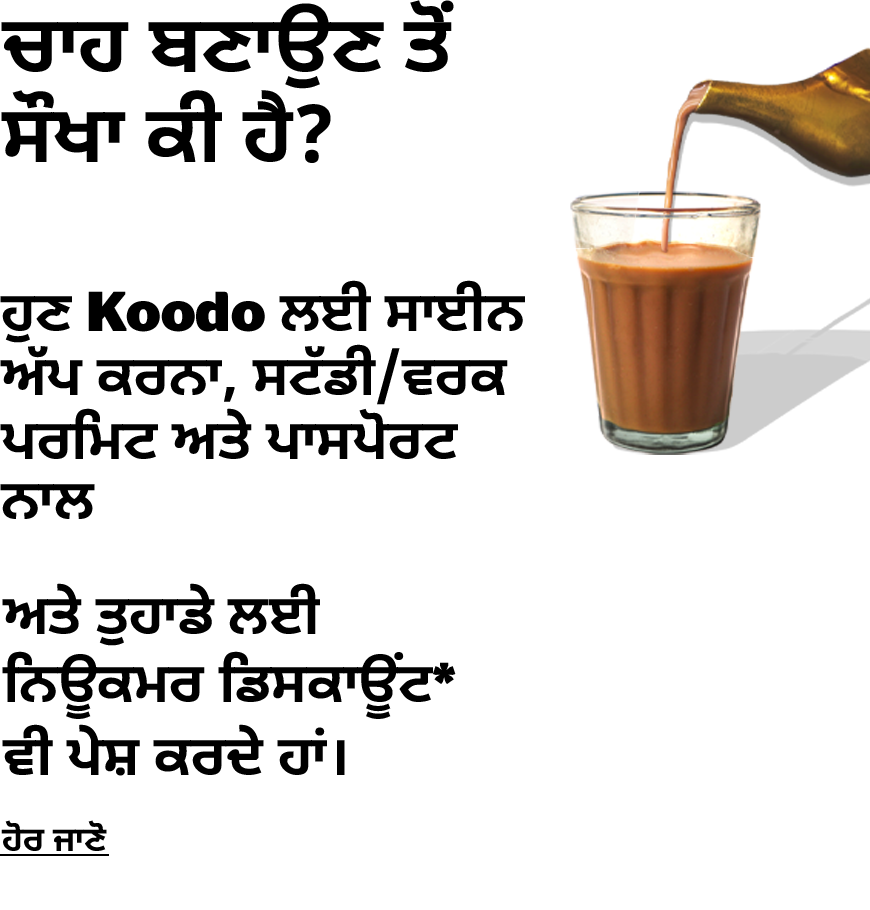 ਚਾਹ ਬਣਾਉਣ ਤੋਂ
ਸੌਖਾ ਕੀ ਹੈ?
ਹੁਣ Koodo ਲਈ ਸਾਈਨ
ਅੱਪ ਕਰਨਾ, ਸਟੱਡੀ/ਵਰਕ
ਪਰਮਿਟ ਅਤੇ ਪਾਸਪੋਰਟ
ਨਾਲ
ਅਤੇ ਤੁਹਾਡੇ ਲਈ
ਨਿਊਕਮਰ ਡਿਸਕਾਊਂਟ*
ਵੀ ਪੇਸ਼ ਕਰਦੇ ਹਾਂ।
ਹੋਰ ਜਾਣੋ